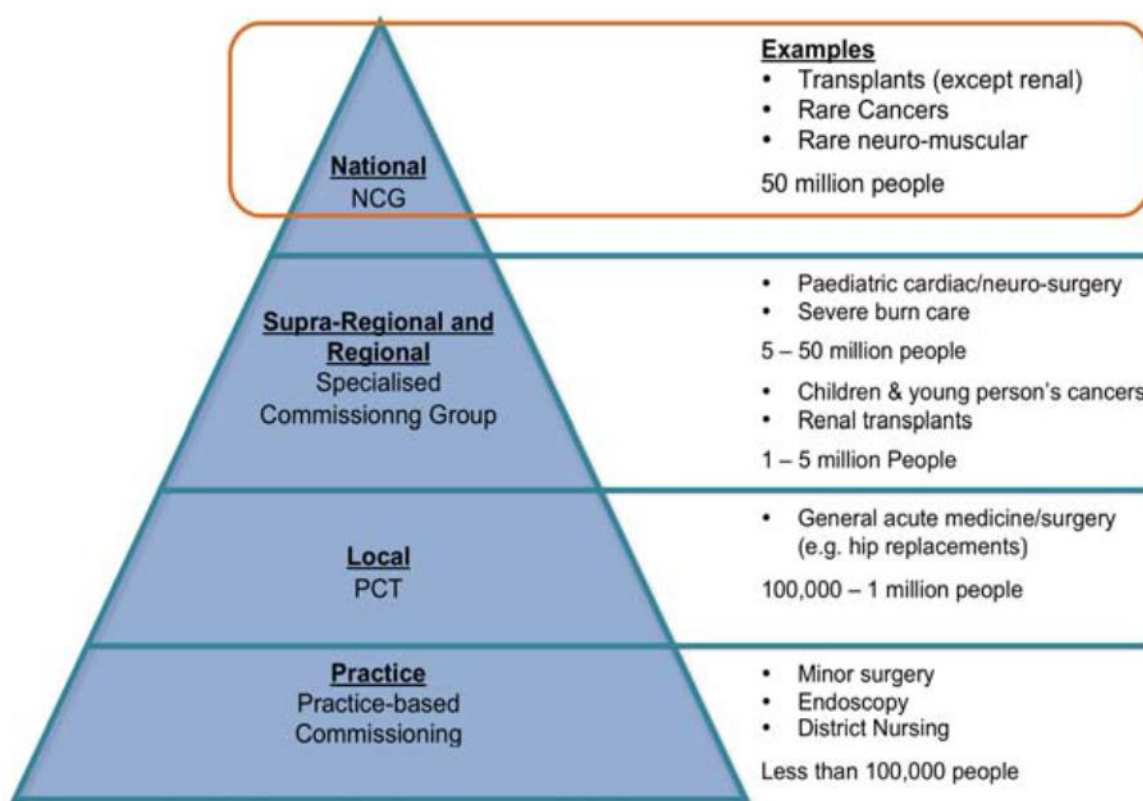 Examples
• Transplants (except renal)
• Rare Cancers
• Rare neuro-muscular
National
NCG
50 million people
• Paediatric cardiac/neuro-surgery
• Severe burn care
Supra-Regional and
Regional
Specialised
Commissionng Group
5 – 50 million people
• Children & young person's cancers
• Renal transplants
1 – 5 million People
Local
PCT
• General acute medicine/surgery
(e.g. hip replacements)
100,000 – 1 million people
Practice
Practice-based
Commissioning
• Minor surgery
• Endoscopy
• District Nursing
Less than 100,000 people